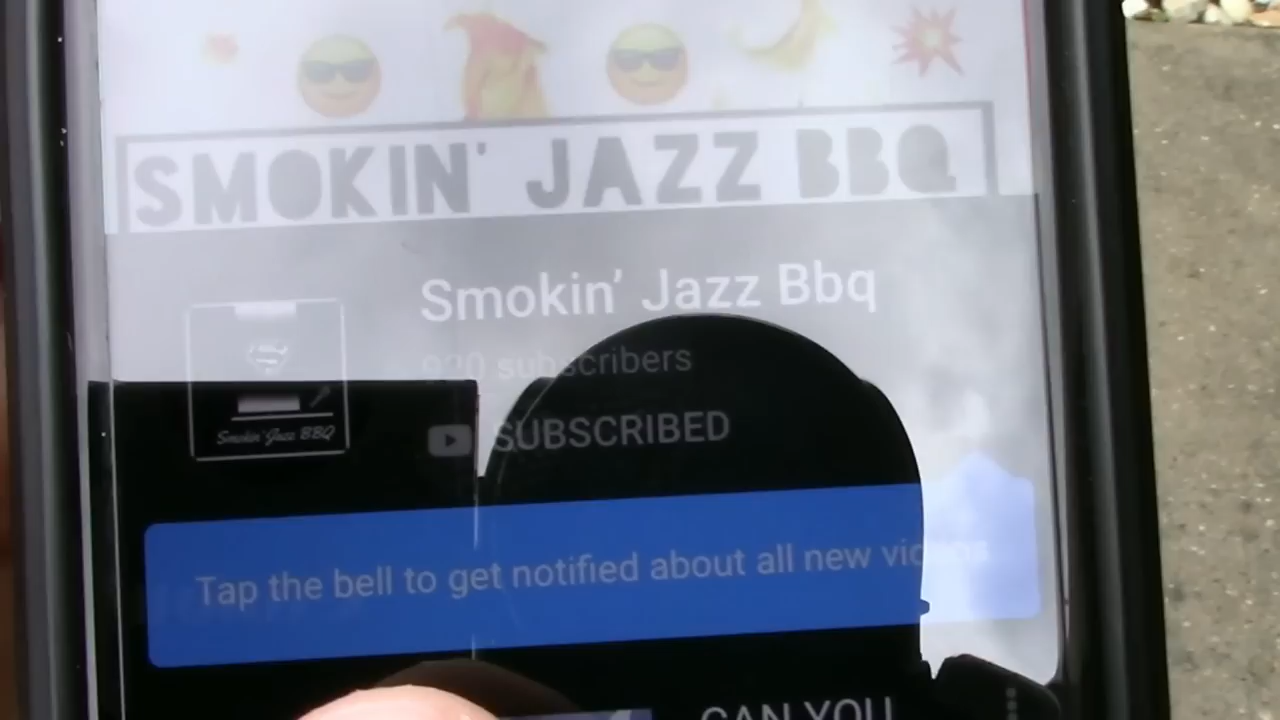 SMOKIN' JAZZ BBQ
Smokin’ Jazz Bbq
subscribers
Smokin' Jazz BBQ
SUBSCRIBED
Tap the bell to get notified about all new videos
CAN YOU